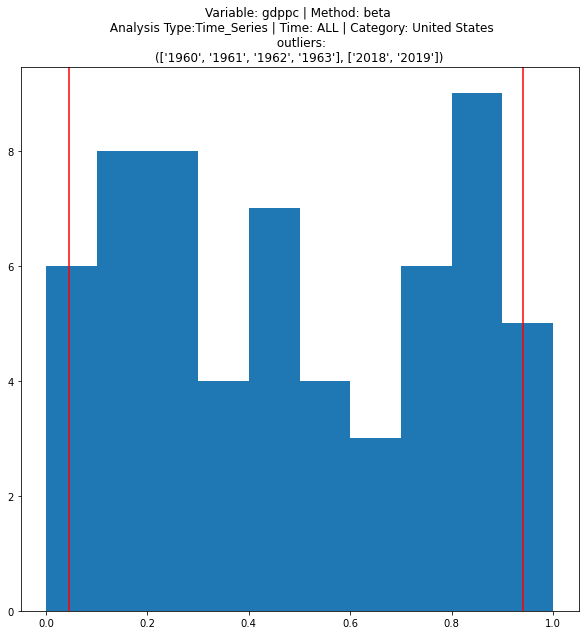 Variable: gdppc | Method: beta
Analysis Type:Time_Series | Time: ALL | Category: United States
outliers:
(['1960', '1961', '1962', '1963'], ['2018', '2019'])
8
6
4
2
0
0.0 0.2 0.4 0.6 0.8 1.0